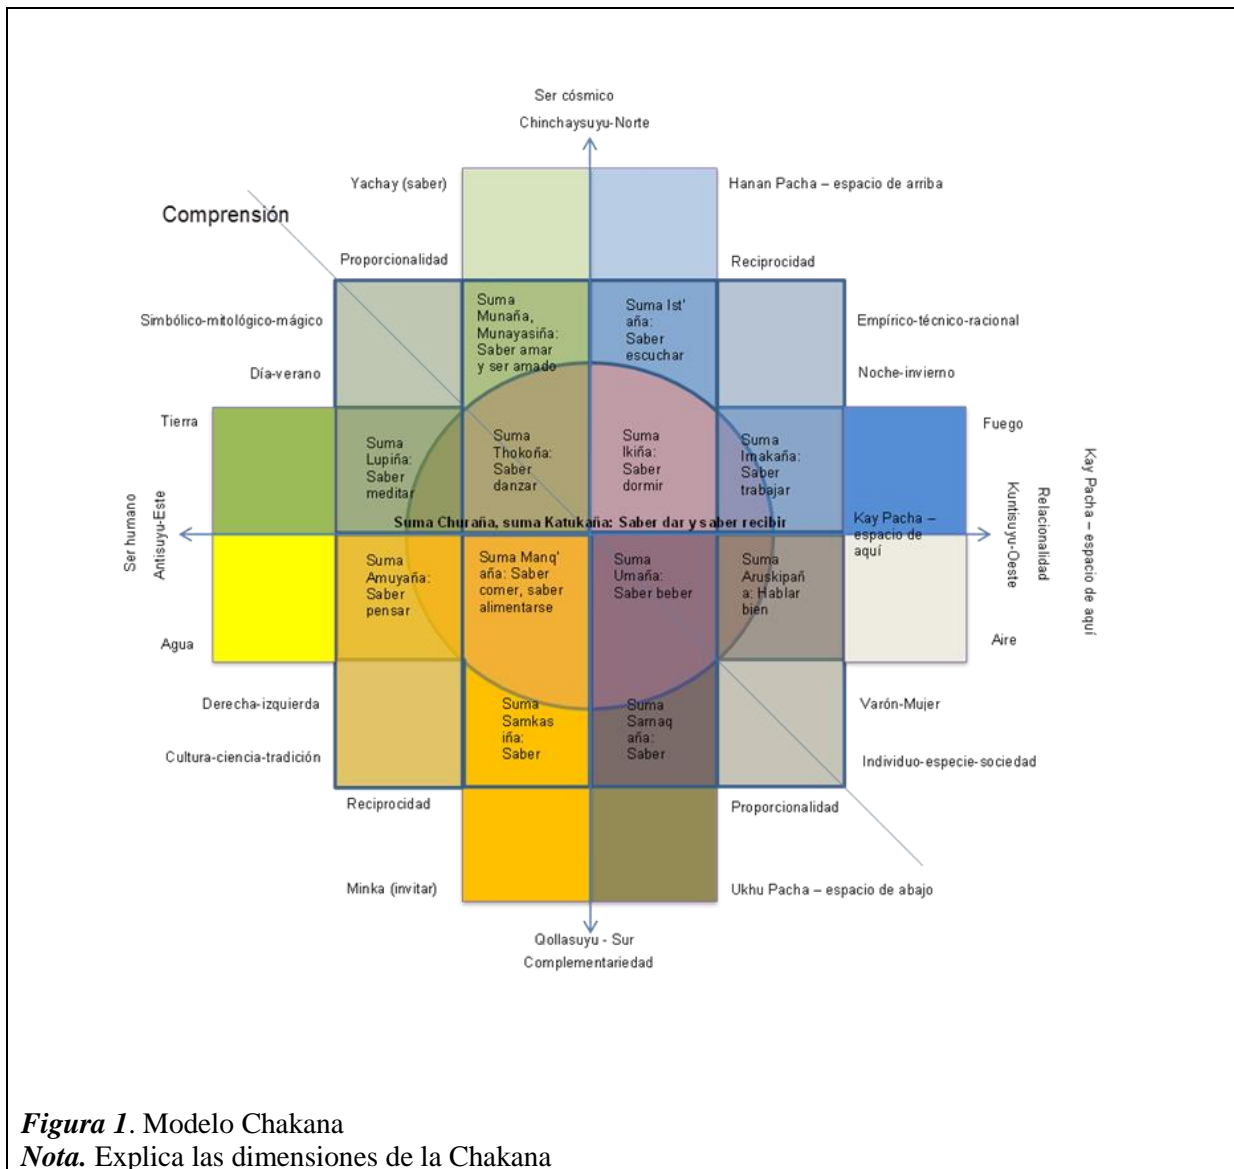 Ser cósmico
Chinchaysuyu-Norte
Yachay (saber)
Hanan Pacha – espacio de arriba
Comprensión
Proporcionalidad
Reciprocidad
Suma
Munaña,
Munayasiña:
Saber amar
y ser amado
Suma Ist'
aña:
Saber
escuchar
Simbólico-mitológico-mágico
Empírico-técnico-racional
Día-verano
Noche-invierno
Tierra
Fuego
Suma
Lupiña:
Saber
meditar
Suma
Thokoña:
Saber
danzar
Suma
Ikiña:
Saber
dormir
Suma
Irnakaña:
Saber
trabajar
Ser humano
Antisuyu-Este
Suma Churaña, suma Katukaña: Saber dar y saber recibir
Kay Pacha –
espacio de
aquí
Kuntisuyu-Oeste
Relacionalidad
Kay Pacha – espacio de aquí
Suma
Amuyaña:
Saber
pensar
Suma Manq'
aña: Saber
comer, saber
alimentarse
Suma
Umaña:
Saber beber
Suma
Aruskipañ
a: Hablar
bien
Agua
Aire
Derecha-izquierda
Varón-Mujer
Suma
Samkas
iña:
Saber
Suma
Sarnaq
aña:
Saber
Cultura-ciencia-tradición
Individuo-especie-sociedad
Reciprocidad
Proporcionalidad
Minka (invitar)
Ukhu Pacha – espacio de abajo
Qollasuyu - Sur
Complementariedad
Figura 1. Modelo Chakana
Nota. Explica las dimensiones de la Chakana